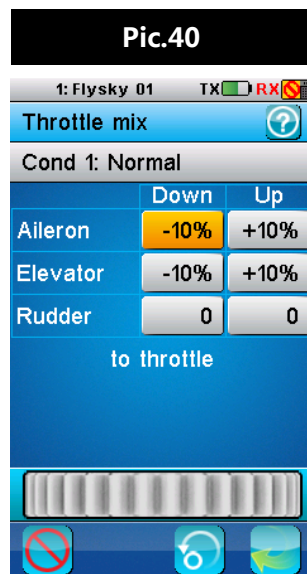 Pic.40
1: Flysky 01 TX RX
Throttle mix ?
Cond 1: Normal
Down Up
Aileron -10% +10%
Elevator -10% +10%
Rudder 0 0
to throttle